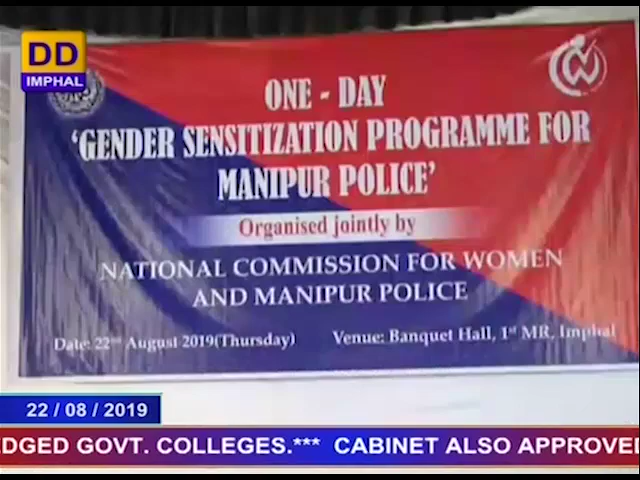 DD
IMPHAL
ONE - DAY
'GENDER SENSITIZATION PROGRAMME FOR
MANIPUR POLICE'
Organised jointly by
NATIONAL COMMISSION FOR WOMEN
AND MANIPUR POLICE
Date: 22nd August 2019(Thursday) Venue: Banquet Hall, 1st MR, Imphal
22 / 08 / 2019
EDGED GOVT. COLLEGES.*** CABINET ALSO APPROVE